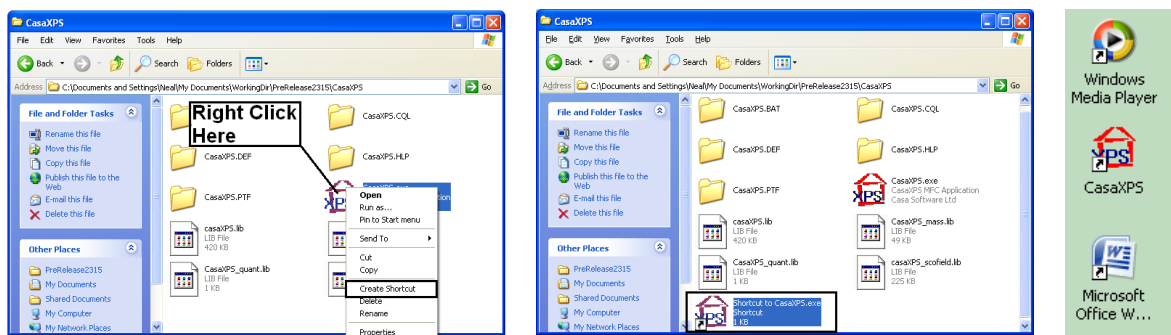 CasaXPS
File Edit View Favorites Tools Help
Back Search Folders
Address C:\Documents and Settings\Neal\My Documents\WorkingDir\PreRelease2315\CasaXPS Go
File and Folder Tasks
Rename this file
Move this file
Copy this file
Publish this file to the
Web
E-mail this file
Delete this file
Other Places
PreRelease2315
My Documents
Shared Documents
My Computer
My Network Places
Right Click
Here
CasaXPS.CQL
CasaXPS.DEF
CasaXPS.HLP
CasaXPS.PTF
XPS
casaXPS.lib
LIB File
420 KB
CasaXPS_quant.lib
LIB File
1 KB
Open
Run as...
Pin to Start menu
Send To
Cut
Copy
Create Shortcut
Delete
Rename
Properties
CasaXPS
File Edit View Favorites Tools Help
Back Search Folders
Address C:\Documents and Settings\Neal\My Documents\WorkingDir\PreRelease2315\CasaXPS Go
File and Folder Tasks
Rename this file
Move this file
Copy this file
Publish this file to the
Web
E-mail this file
Delete this file
Other Places
PreRelease2315
My Documents
Shared Documents
My Computer
My Network Places
CasaXPS.BAT
CasaXPS.CQL
CasaXPS.DEF
CasaXPS.HLP
CasaXPS.PTF
XPS
CasaXPS.exe
CasaXPS MFC Application
Casa Software Ltd
casaXPS.lib
LIB File
420 KB
CasaXPS_mass.lib
LIB File
49 KB
CasaXPS_quant.lib
LIB File
1 KB
casaXPS_scofield.lib
LIB File
225 KB
XPS
Shortcut to CasaXPS.exe
Shortcut
1 KB
Windows
Media Player
XPS
CasaXPS
W
Microsoft
Office W...